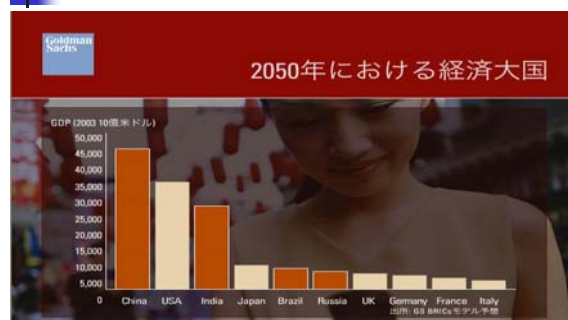 Goldman
Sachs
2050年における経済大国
GDP (2003 10億米ドル)
50,000
45,000
40,000
35,000
30,000
25,000
20,000
15,000
10,000
5,000
0
China USA India Japan Brazil Russia UK Germany France Italy
出所: GS BRICsモデル予想